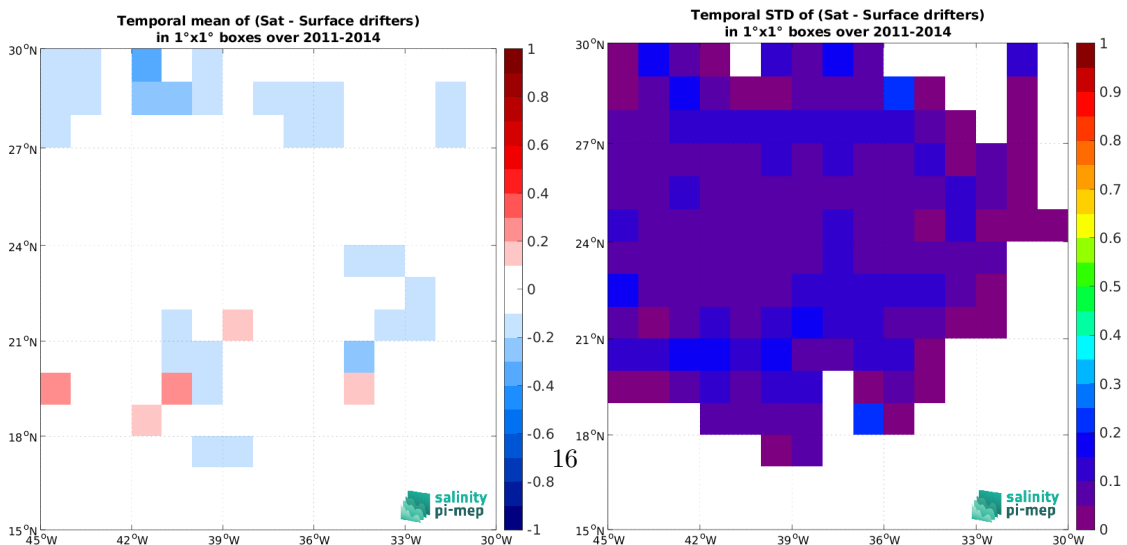 Temporal mean of (Sat - Surface drifters)
in 1°x1° boxes over 2011-2014
30°N
27°N
24°N
21°N
18°N
15°N
45°W
42°W
39°W
36°W
33°W
30°W
1
0.8
0.6
0.4
0.2
0
-0.2
-0.4
-0.6
-0.8
-1
salinity
pi-mep
Temporal STD of (Sat - Surface drifters)
in 1°x1° boxes over 2011-2014
30°N
27°N
24°N
21°N
18°N
15°N
45°W
42°W
39°W
36°W
33°W
30°W
1
0.9
0.8
0.7
0.6
0.5
0.4
0.3
0.2
0.1
0
salinity
pi-mep
16